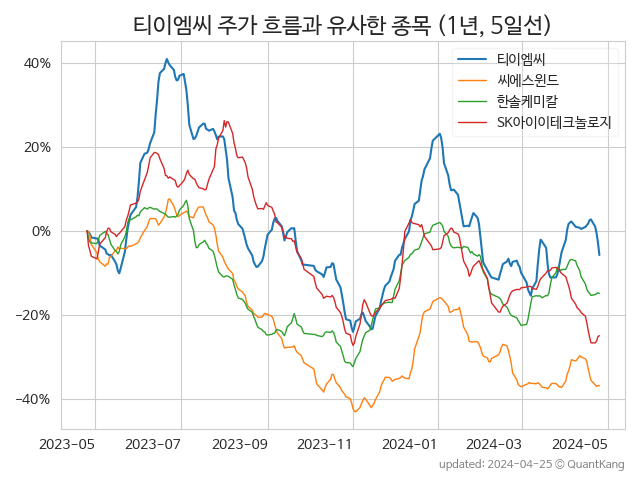 티이엠씨 주가 흐름과 유사한 종목 (1년, 5일선)
티이엠씨
씨에스윈드
한솔케미칼
SK아이이테크놀로지
40%
20%
0%
−20%
−40%
2023−05 2023−07 2023−09 2023−11 2024−01 2024−03 2024−05
updated: 2024−04−25 © QuantKang